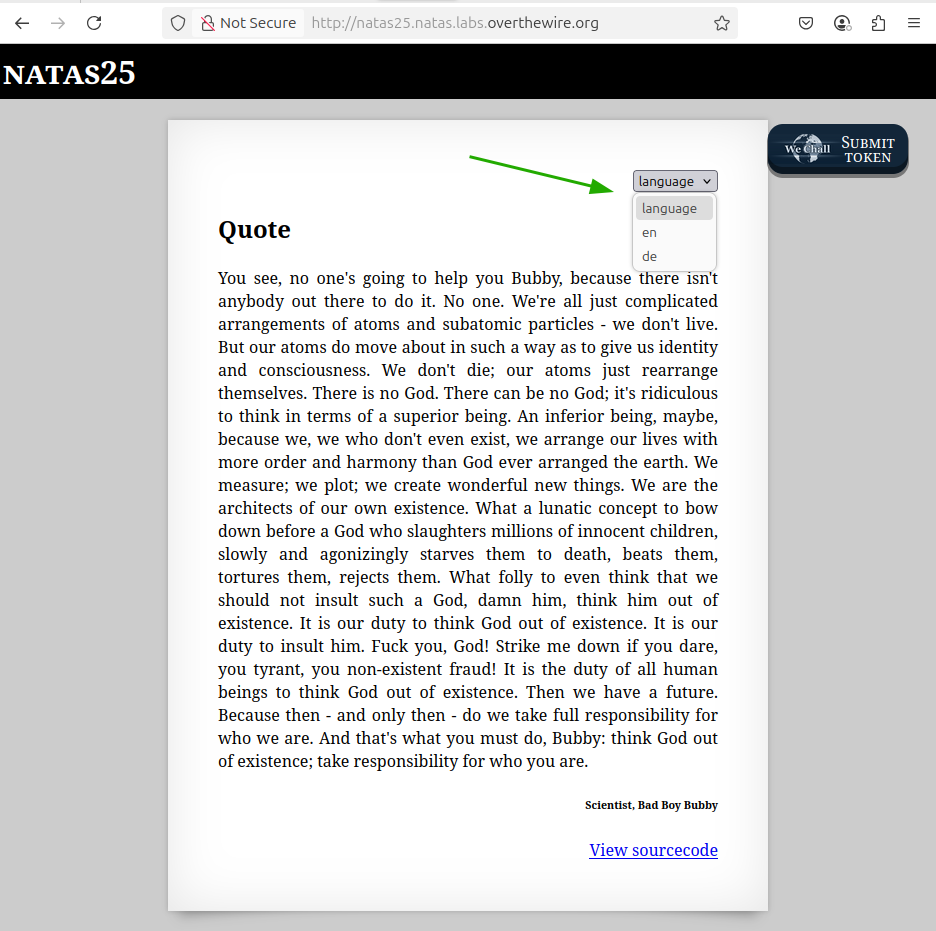 Not Secure http://natas25.natas.labs.overthewire.org
NATAS25
We Chall SUBMIT TOKEN
language
language
en
de
Quote
You see, no one's going to help you Bubby, because there isn't
anybody out there to do it. No one. We're all just complicated
arrangements of atoms and subatomic particles - we don't live.
But our atoms do move about in such a way as to give us identity
and consciousness. We don't die; our atoms just rearrange
themselves. There is no God. There can be no God; it's ridiculous
to think in terms of a superior being. An inferior being, maybe,
because we, we who don't even exist, we arrange our lives with
more order and harmony than God ever arranged the earth. We
measure; we plot; we create wonderful new things. We are the
architects of our own existence. What a lunatic concept to bow
down before a God who slaughters millions of innocent children,
slowly and agonizingly starves them to death, beats them,
tortures them, rejects them. What folly to even think that we
should not insult such a God, damn him, think him out of
existence. It is our duty to think God out of existence. It is our
duty to insult him. Fuck you, God! Strike me down if you dare,
you tyrant, you non-existent fraud! It is the duty of all human
beings to think God out of existence. Then we have a future.
Because then - and only then - do we take full responsibility for
who we are. And that's what you must do, Bubby: think God out
of existence; take responsibility for who you are.
Scientist, Bad Boy Bubby
View sourcecode